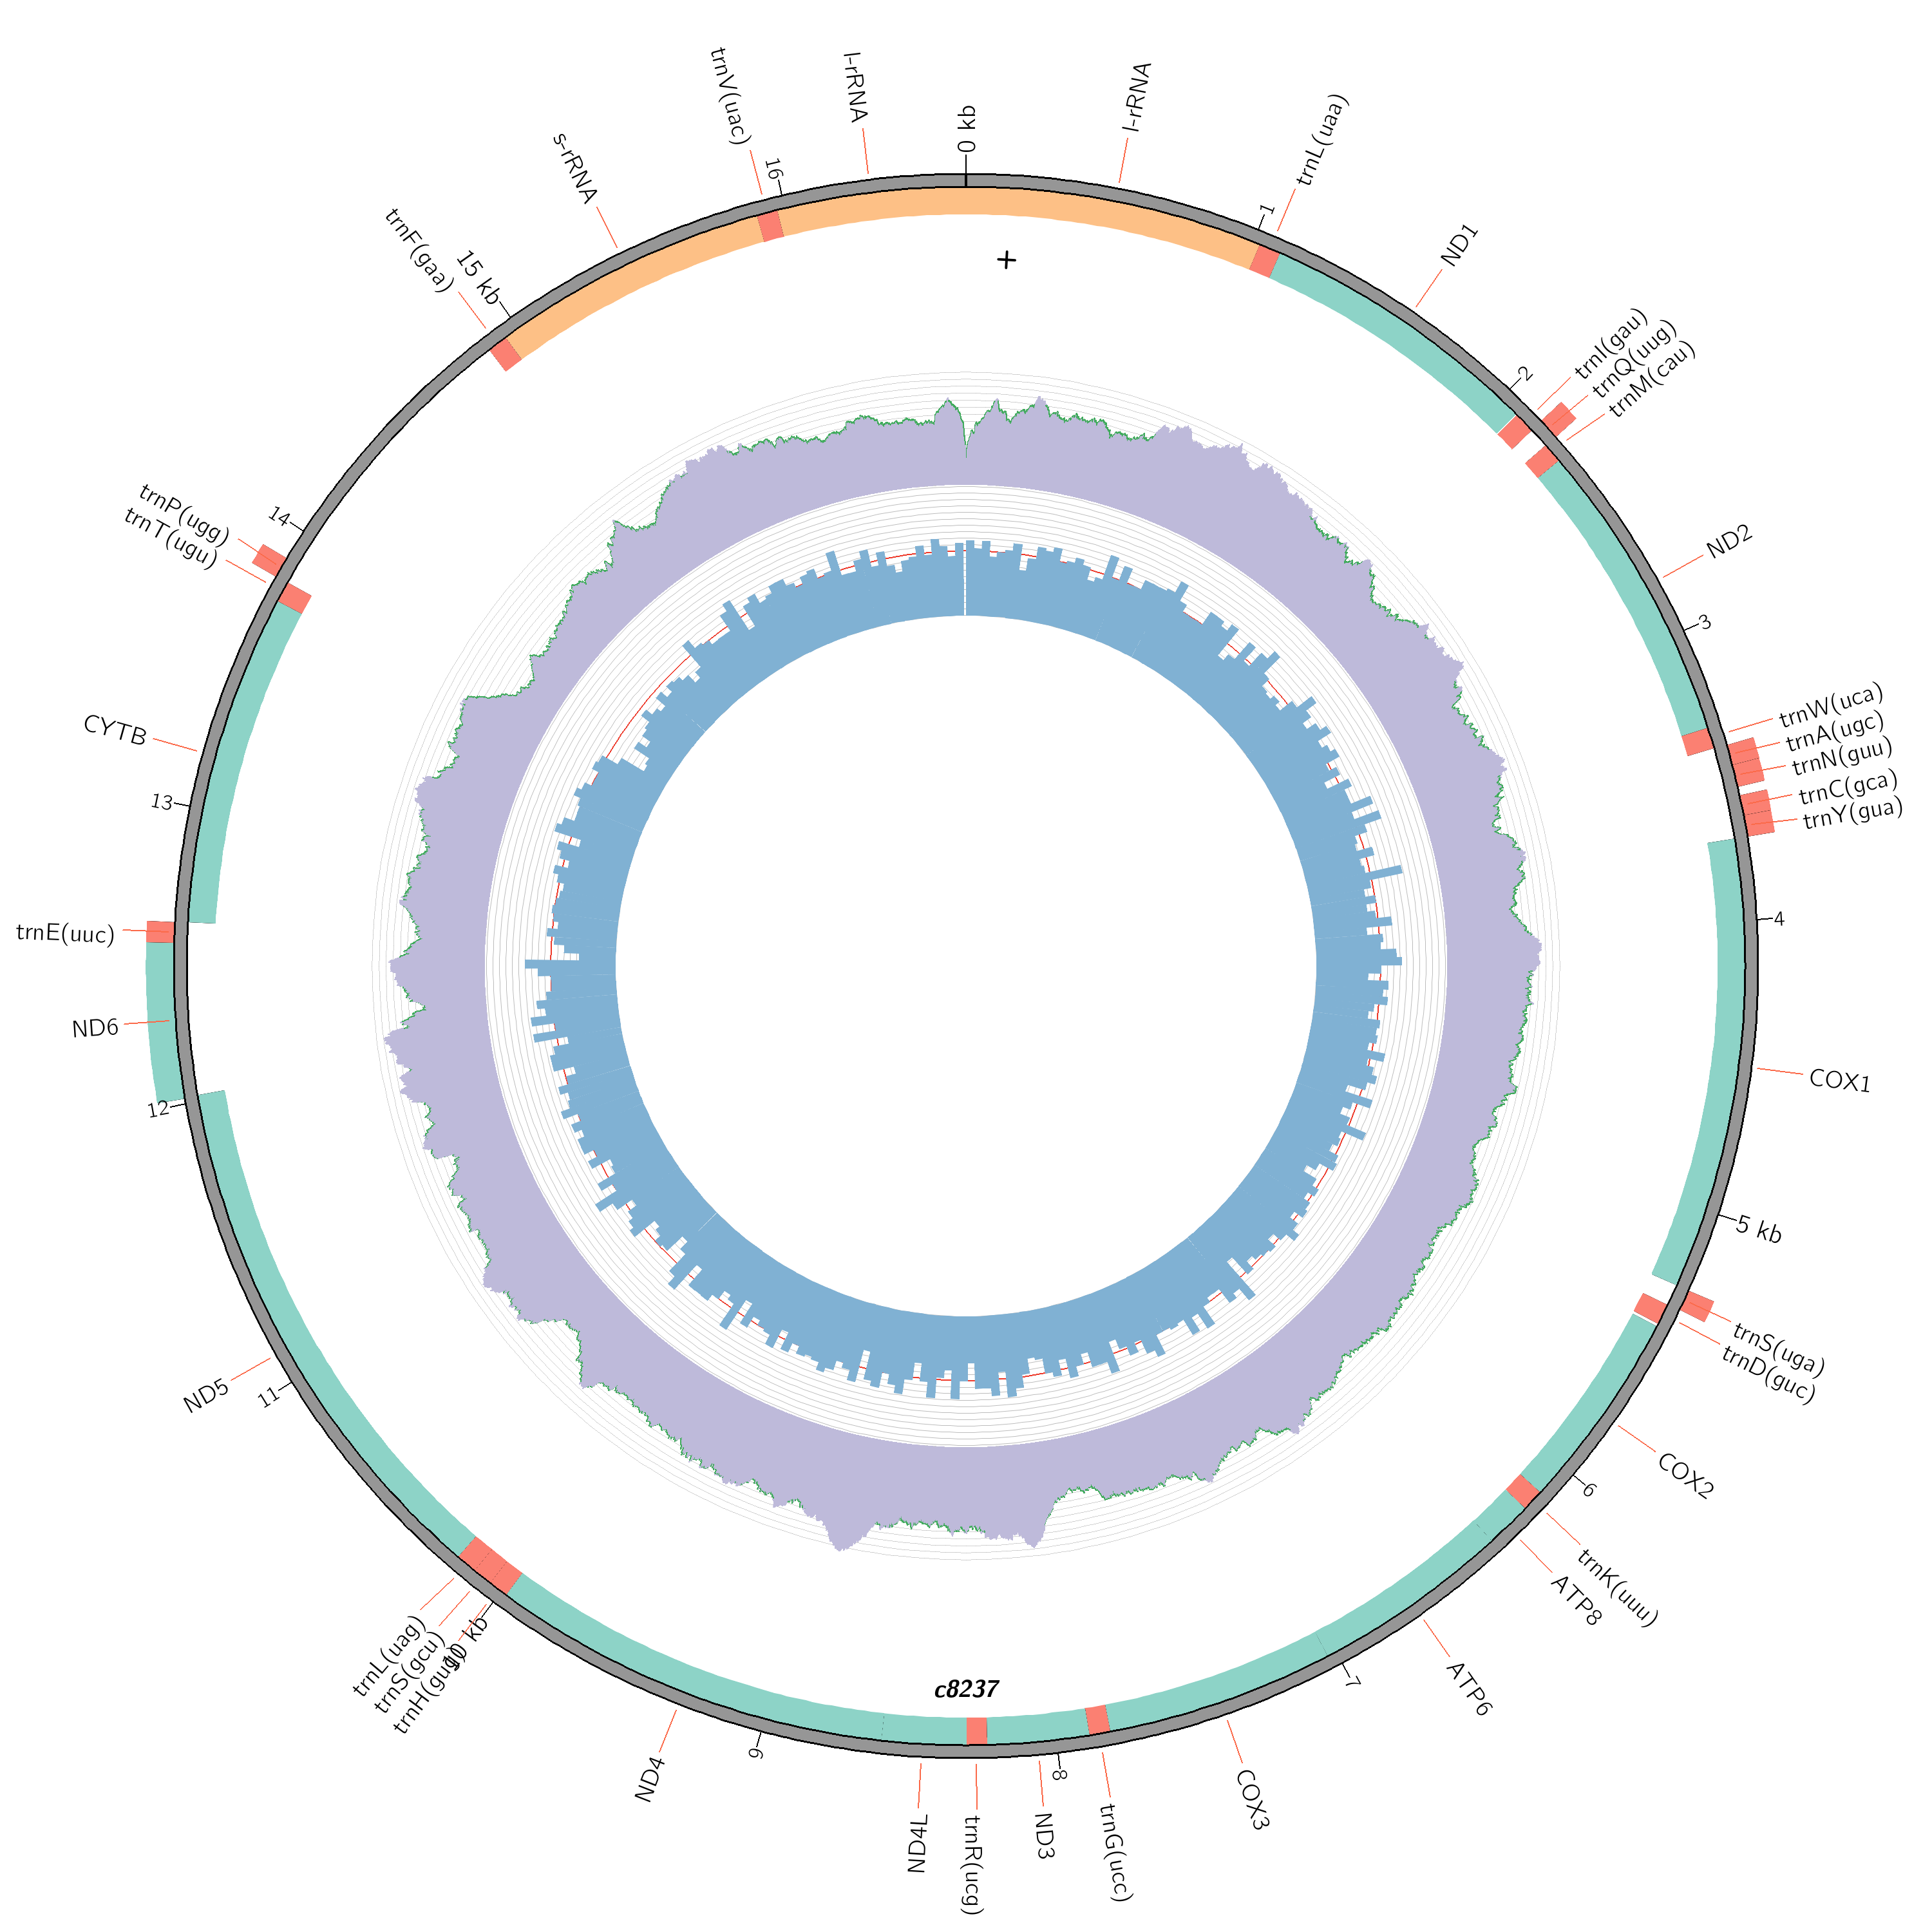 0 kb
l-rRNA
1
trnL(uaa)
ND1
2
trnI(gau)
trnQ(uug)
trnM(cau)
ND2
3
trnW(uca)
trnA(ugc)
trnN(guu)
trnC(gca)
trnY(gua)
4
COX1
5 kb
trnS(uga)
trnD(guc)
COX2
6
trnK(uuu)
ATP8
ATP6
7
COX3
trnG(ucc)
8
ND3
trnR(ucg)
ND4L
9
ND4
10 kb
trnH(gug)
trnS(gcu)
trnL(uag)
11
ND5
12
ND6
trnE(uuc)
13
CYTB
trnT(ugu)
trnP(ugg)
14
trnF(gaa)
15 kb
s-rRNA
trnV(uac)
16
l-rRNA
+
c8237